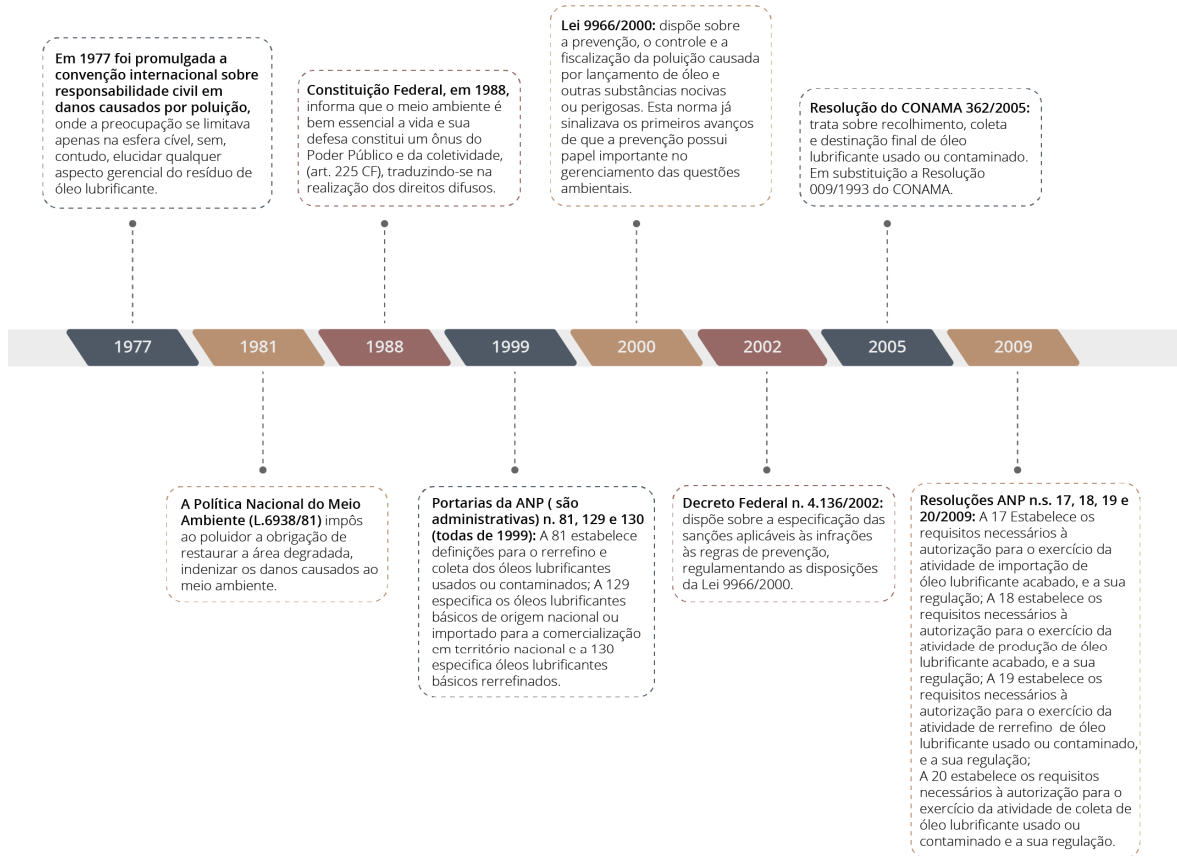 Em 1977 foi promulgada a
convenção internacional sobre
responsabilidade civil em
danos causados por poluição,
onde a preocupação se limitava
apenas na esfera cível, sem,
contudo, elucidar qualquer
aspecto gerencial do resíduo de
óleo lubrificante.
Constituição Federal, em 1988,
informa que o meio ambiente é
bem essencial a vida e sua
defesa constitui um ônus do
Poder Público e da coletividade,
(art. 225 CF), traduzindo-se na
realização dos direitos difusos.
Lei 9966/2000: dispõe sobre
a prevenção, o controle e a
fiscalização da poluição causada
por lançamento de óleo e
outras substâncias nocivas
ou perigosas. Esta norma já
sinalizava os primeiros avanços
de que a prevenção possui
papel importante no
gerenciamento das questões
ambientais.
Resolução do CONAMA 362/2005:
trata sobre recolhimento, coleta
e destinação final de óleo
lubrificante usado ou contaminado.
Em substituição a Resolução
009/1993 do CONAMA.
1977
1981
1988
1999
2000
2002
2005
2009
A Política Nacional do Meio
Ambiente (L.6938/81) impôs
ao poluidor a obrigação de
restaurar a área degradada,
indenizar os danos causados ao
meio ambiente.
Portarias da ANP ( são
administrativas) n. 81, 129 e 130
(todas de 1999): A 81 estabelece
definições para o rerrefino e
coleta dos óleos lubrificantes
usados ou contaminados; A 129
especifica os óleos lubrificantes
básicos de origem nacional ou
importado para a comercialização
em território nacional e a 130
especifica óleos lubrificantes
básicos rerrefinados.
Decreto Federal n. 4.136/2002:
dispõe sobre a especificação das
sanções aplicáveis às infrações
às regras de prevenção,
regulamentando as disposições
da Lei 9966/2000.
Resoluções ANP n.s. 17, 18, 19 e
20/2009: A 17 Estabelece os
requisitos necessários à
autorização para o exercício da
atividade de importação de
óleo lubrificante acabado, e a sua
regulação; A 18 estabelece os
requisitos necessários à
autorização para o exercício da
atividade de produção de óleo
lubrificante acabado, e a sua
regulação; A 19 estabelece os
requisitos necessários à
autorização para o exercício da
atividade de rerrefino de óleo
lubrificante usado ou contaminado,
e a sua regulação;
A 20 estabelece os requisitos
necessários à autorização para o
exercício da atividade de coleta de
óleo lubrificante usado ou
contaminado e a sua regulação.